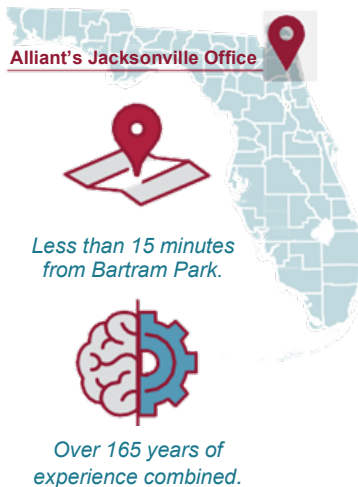 Alliant's Jacksonville Office
Less than 15 minutes
from Bartram Park.
Over 165 years of
experience combined.